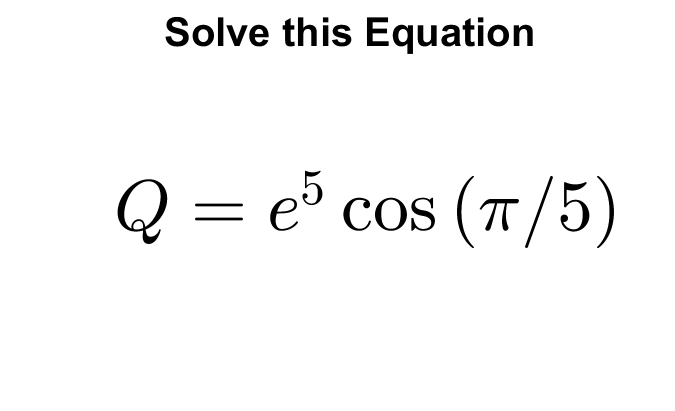 Solve this Equation
Q = e^5 cos (π/5)